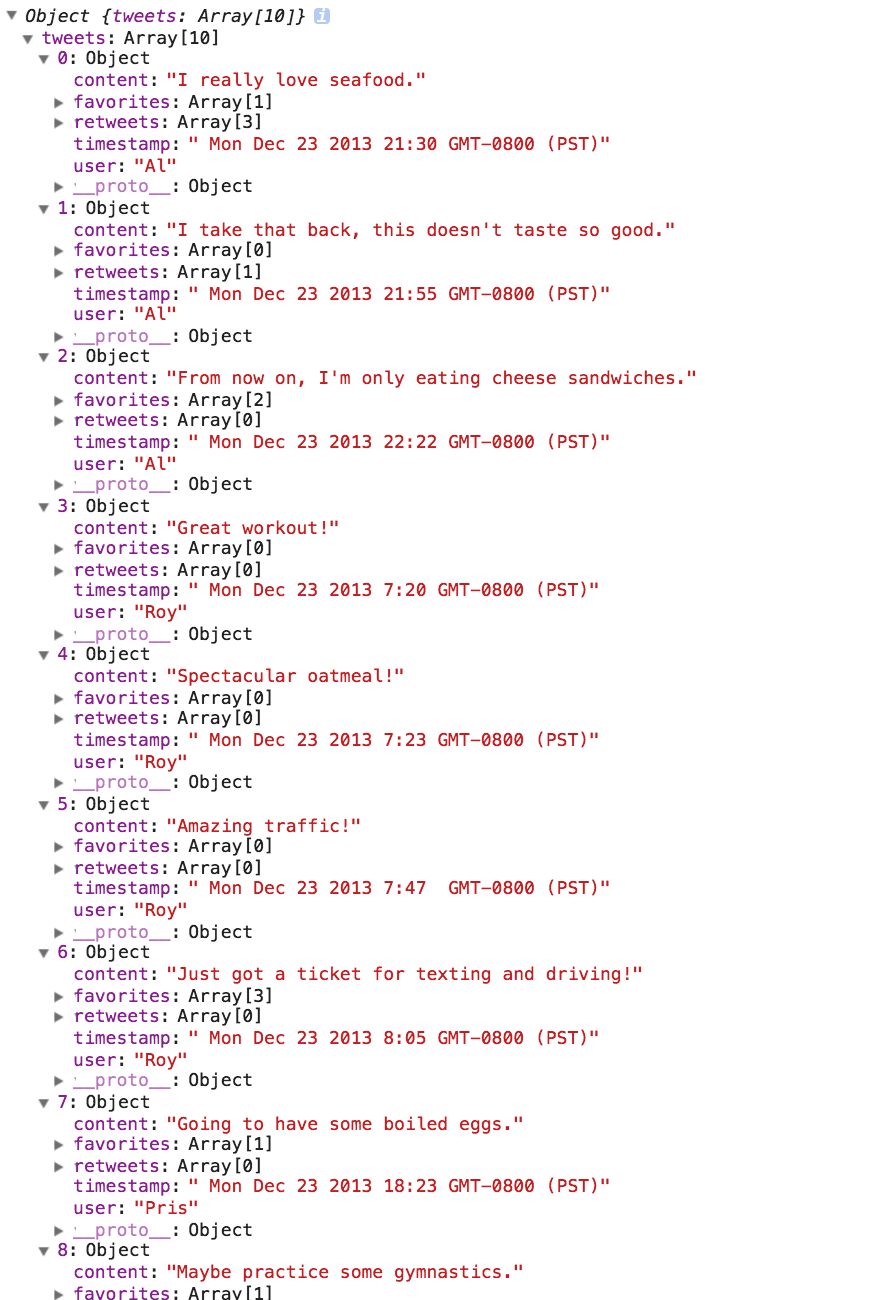 ▼ Object {tweets: Array[10]} i
▼ tweets: Array[10]
▼ 0: Object
content: "I really love seafood."
▶ favorites: Array[1]
▶ retweets: Array[3]
timestamp: " Mon Dec 23 2013 21:30 GMT-0800 (PST)"
user: "Al"
▶ __proto__: Object
▼ 1: Object
content: "I take that back, this doesn't taste so good."
▶ favorites: Array[0]
▶ retweets: Array[1]
timestamp: " Mon Dec 23 2013 21:55 GMT-0800 (PST)"
user: "Al"
▶ __proto__: Object
▼ 2: Object
content: "From now on, I'm only eating cheese sandwiches."
▶ favorites: Array[2]
▶ retweets: Array[0]
timestamp: " Mon Dec 23 2013 22:22 GMT-0800 (PST)"
user: "Al"
▶ __proto__: Object
▼ 3: Object
content: "Great workout!"
▶ favorites: Array[0]
▶ retweets: Array[0]
timestamp: " Mon Dec 23 2013 7:20 GMT-0800 (PST)"
user: "Roy"
▶ __proto__: Object
▼ 4: Object
content: "Spectacular oatmeal!"
▶ favorites: Array[0]
▶ retweets: Array[0]
timestamp: " Mon Dec 23 2013 7:23 GMT-0800 (PST)"
user: "Roy"
▶ __proto__: Object
▼ 5: Object
content: "Amazing traffic!"
▶ favorites: Array[0]
▶ retweets: Array[0]
timestamp: " Mon Dec 23 2013 7:47  GMT-0800 (PST)"
user: "Roy"
▶ __proto__: Object
▼ 6: Object
content: "Just got a ticket for texting and driving!"
▶ favorites: Array[3]
▶ retweets: Array[0]
timestamp: " Mon Dec 23 2013 8:05 GMT-0800 (PST)"
user: "Roy"
▶ __proto__: Object
▼ 7: Object
content: "Going to have some boiled eggs."
▶ favorites: Array[1]
▶ retweets: Array[0]
timestamp: " Mon Dec 23 2013 18:23 GMT-0800 (PST)"
user: "Pris"
▶ __proto__: Object
▼ 8: Object
content: "Maybe practice some gymnastics."
▶ favorites: Array[1]